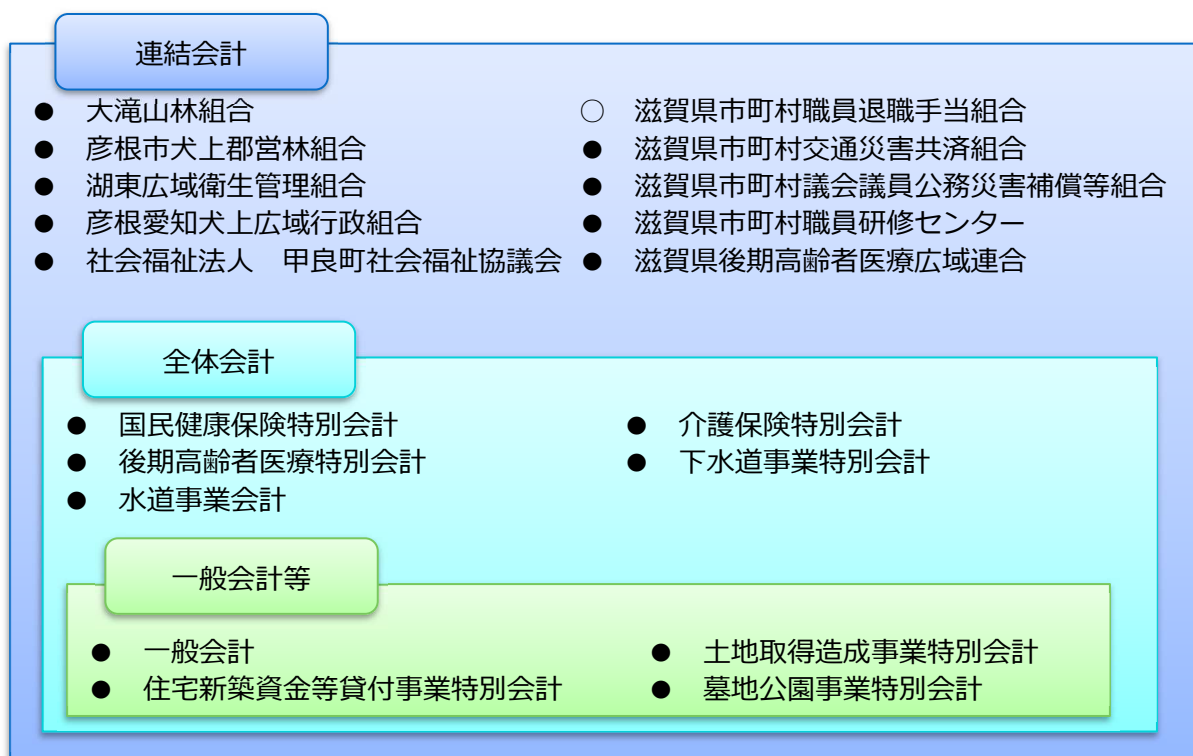 連結会計
● 大滝山林組合
● 彦根市犬上郡営林組合
● 湖東広域衛生管理組合
● 彦根愛知犬上広域行政組合
● 社会福祉法人　甲良町社会福祉協議会
○ 滋賀県市町村職員退職手当組合
● 滋賀県市町村交通災害共済組合
● 滋賀県市町村議会議員公務災害補償等組合
● 滋賀県市町村職員研修センター
● 滋賀県後期高齢者医療広域連合
全体会計
● 国民健康保険特別会計
● 後期高齢者医療特別会計
● 水道事業会計
● 介護保険特別会計
● 下水道事業特別会計
一般会計等
● 一般会計
● 住宅新築資金等貸付事業特別会計
● 土地取得造成事業特別会計
● 墓地公園事業特別会計